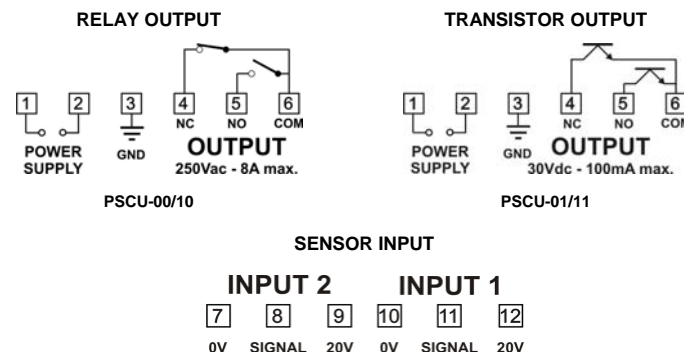 RELAY OUTPUT
TRANSISTOR OUTPUT
1 2 3 4 5 6
1 2 3 4 5 6
NC NO COM
NC NO COM
POWER SUPPLY
GND
OUTPUT
250Vac - 8A max.
POWER SUPPLY
GND
OUTPUT
30Vdc - 100mA max.
PSCU-00/10
PSCU-01/11
SENSOR INPUT
INPUT 2 INPUT 1
7 8 9 10 11 12
0V SIGNAL 20V 0V SIGNAL 20V